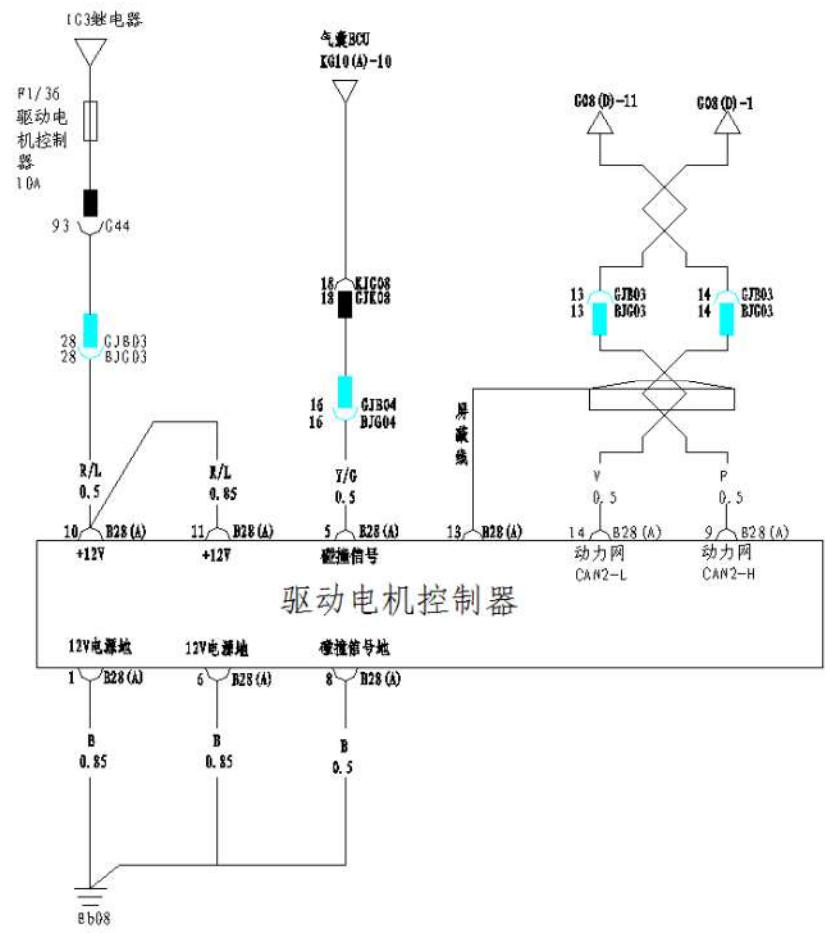 IG3继电器
气囊ECU
KG10(A)-10
F1/36
驱动电
机控制
器
10A
G08(D)-11
G08(D)-1
93
G44
18 KJG08
18 GJK08
13 GJB03
13 BJG03
14 GJB03
14 BJG03
28 GJB03
28 BJG03
16 GJB04
16 BJG04
屏蔽线
R/L
0.5
R/L
0.85
Y/G
0.5
V
0.5
P
0.5
10 B28(A)
11 B28(A)
5 B28(A)
13 B28(A)
14 B28(A)
9 B28(A)
+12V
+12V
碰撞信号
动力网
CAN2-L
动力网
CAN2-H
驱动电机控制器
12V电源地
12V电源地
碰撞信号地
1 B28(A)
6 B28(A)
8 B28(A)
B
0.85
B
0.85
B
0.5
Eb08